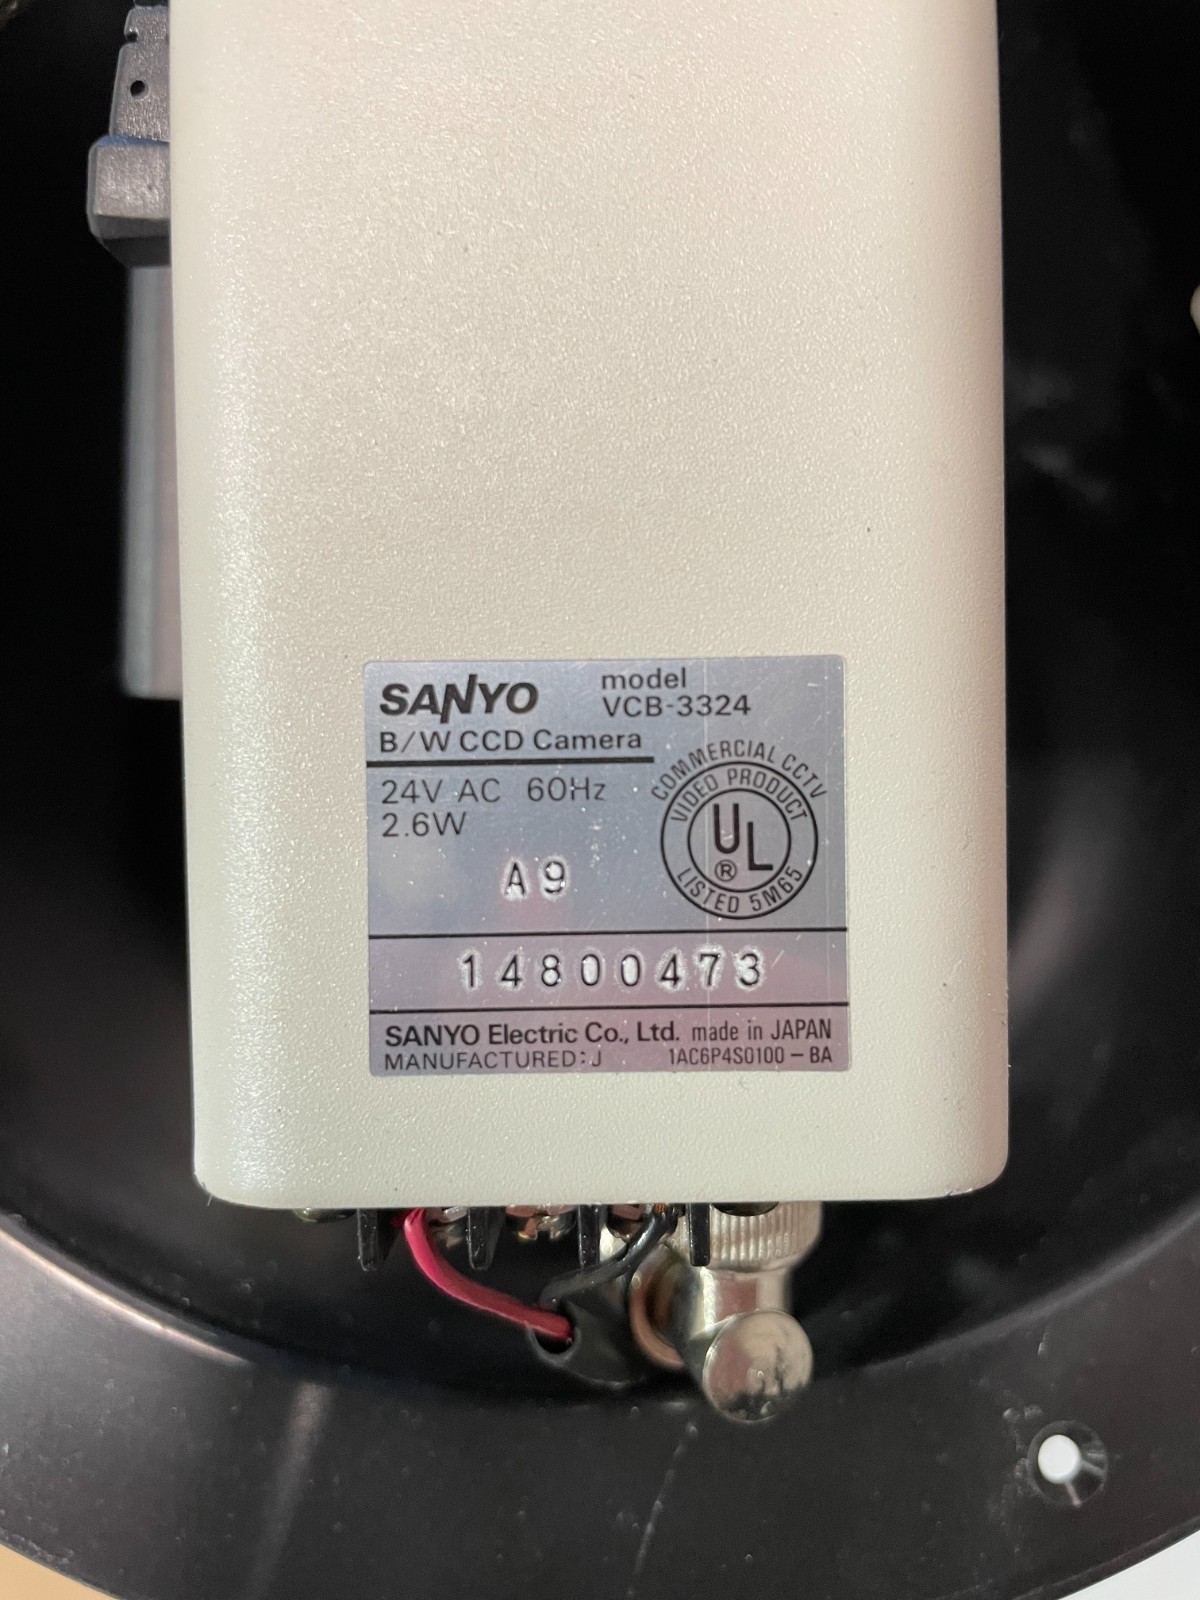 SANYO model
VCB-3324
B/W CCD Camera
24V AC 60Hz
2.6W
COMMERCIAL CCTV
VIDEO PRODUCT
UL
®
LISTED 5M65
A9
14800473
SANYO Electric Co., Ltd. made in JAPAN
MANUFACTURED: J 1AC6P4S0100 – BA